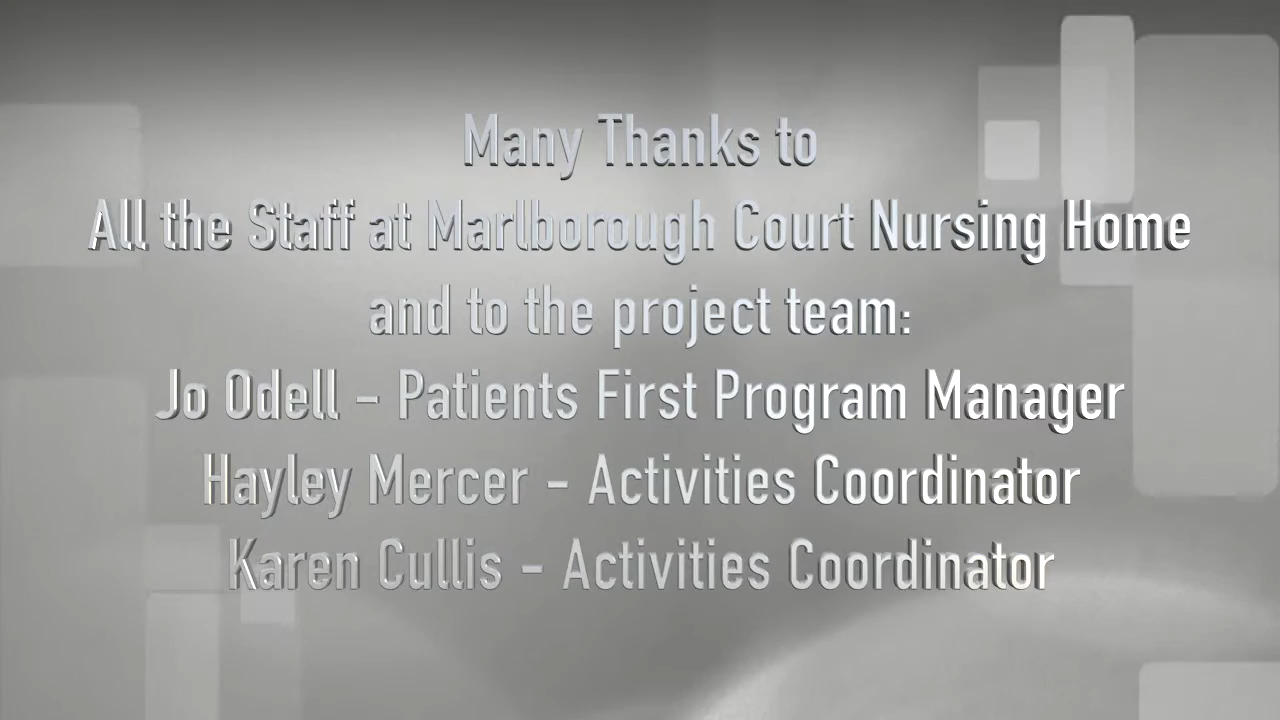 Many Thanks to
All the Staff at Marlborough Court Nursing Home
and to the project team:
Jo Odell - Patients First Program Manager
Hayley Mercer - Activities Coordinator
Karen Cullis - Activities Coordinator